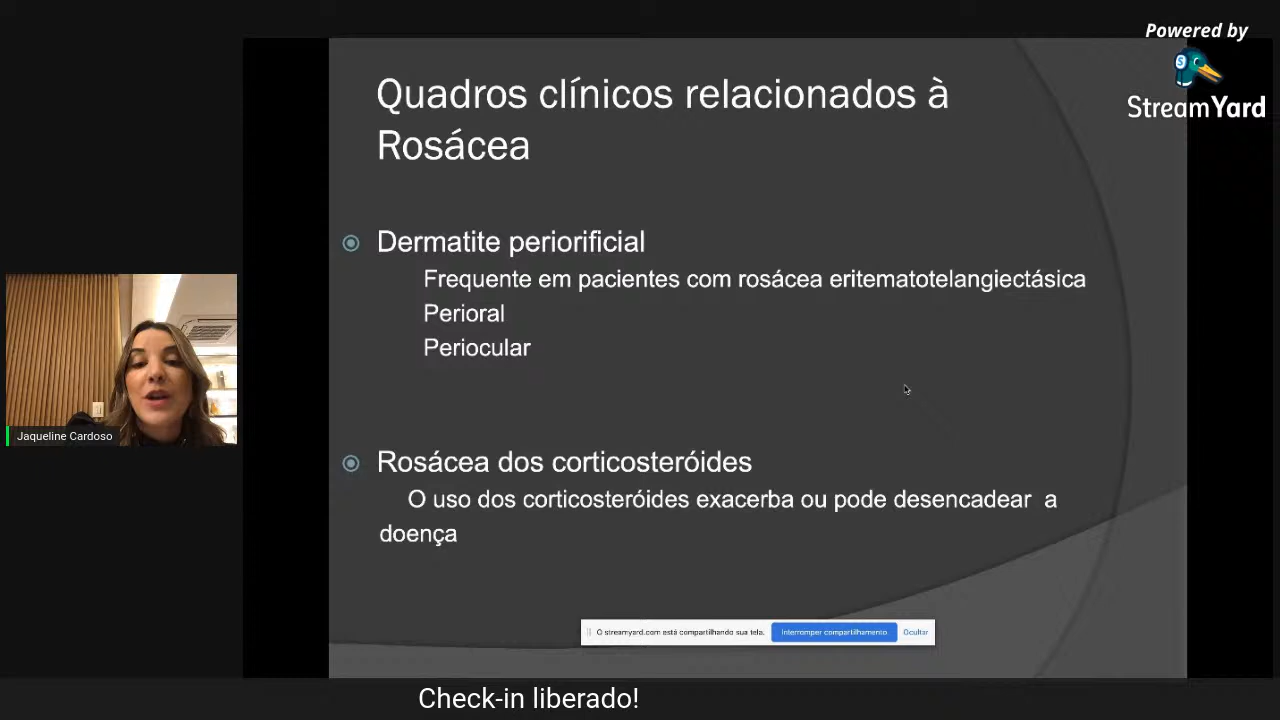 Powered by
StreamYard
Quadros clínicos relacionados à
Rosácea
Dermatite periorificial
Frequente em pacientes com rosácea eritematotelangiectásica
Perioral
Periocular
Jaqueline Cardoso
Rosácea dos corticosteróides
O uso dos corticosteróides exacerba ou pode desencadear a
doença
O streamyard.com está compartilhando sua tela. Interromper compartilhamento Ocultar
Check-in liberado!